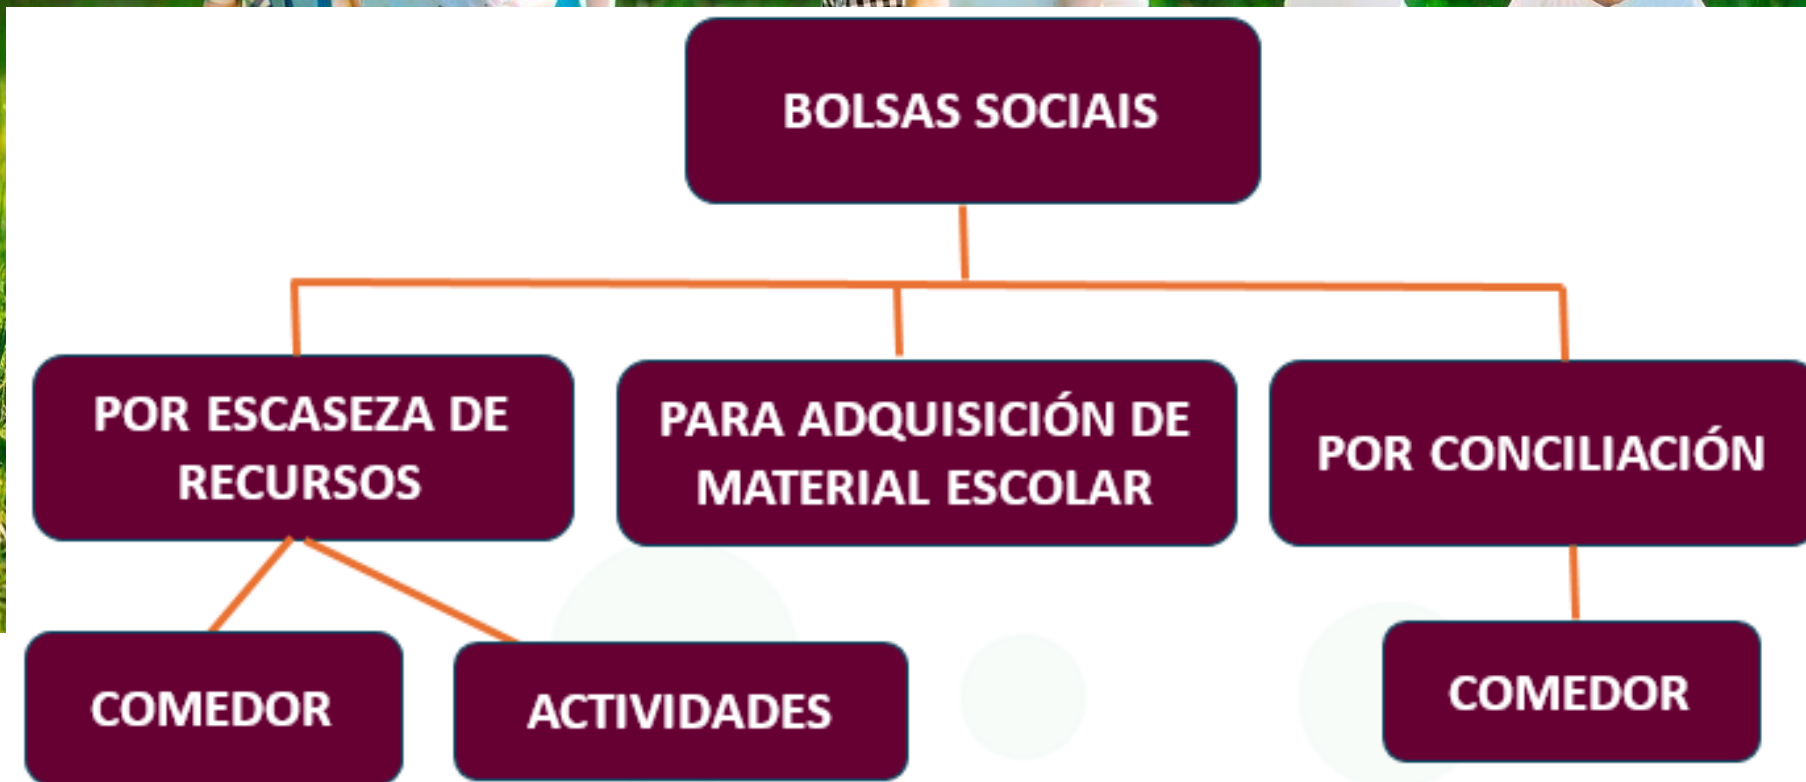 BOLSAS SOCIAIS
POR ESCASEZA DE
RECURSOS
PARA ADQUISICIÓN DE
MATERIAL ESCOLAR
POR CONCILIACIÓN
COMEDOR
ACTIVIDADES
COMEDOR